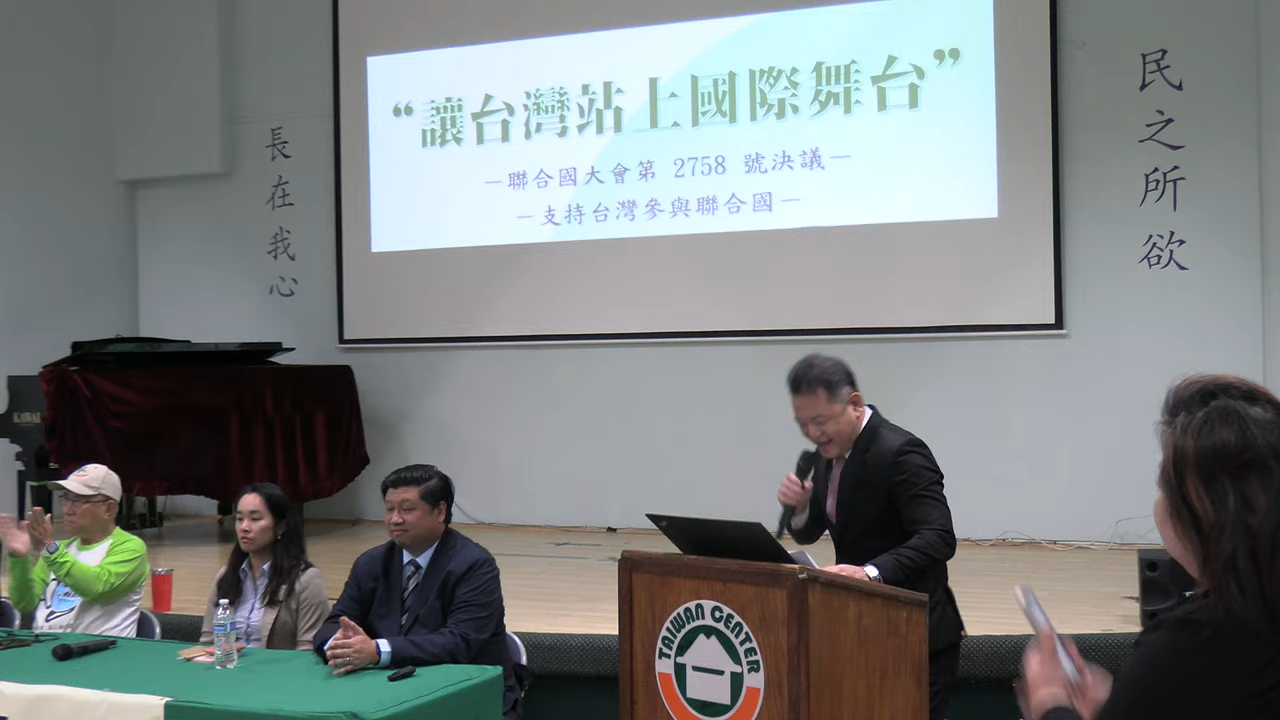 “讓台灣站上國際舞台”
－聯合國大會第 2758 號決議－
－支持台灣參與聯合國－
民之所欲
長在我心
KAWAI
TAIWAN CENTER